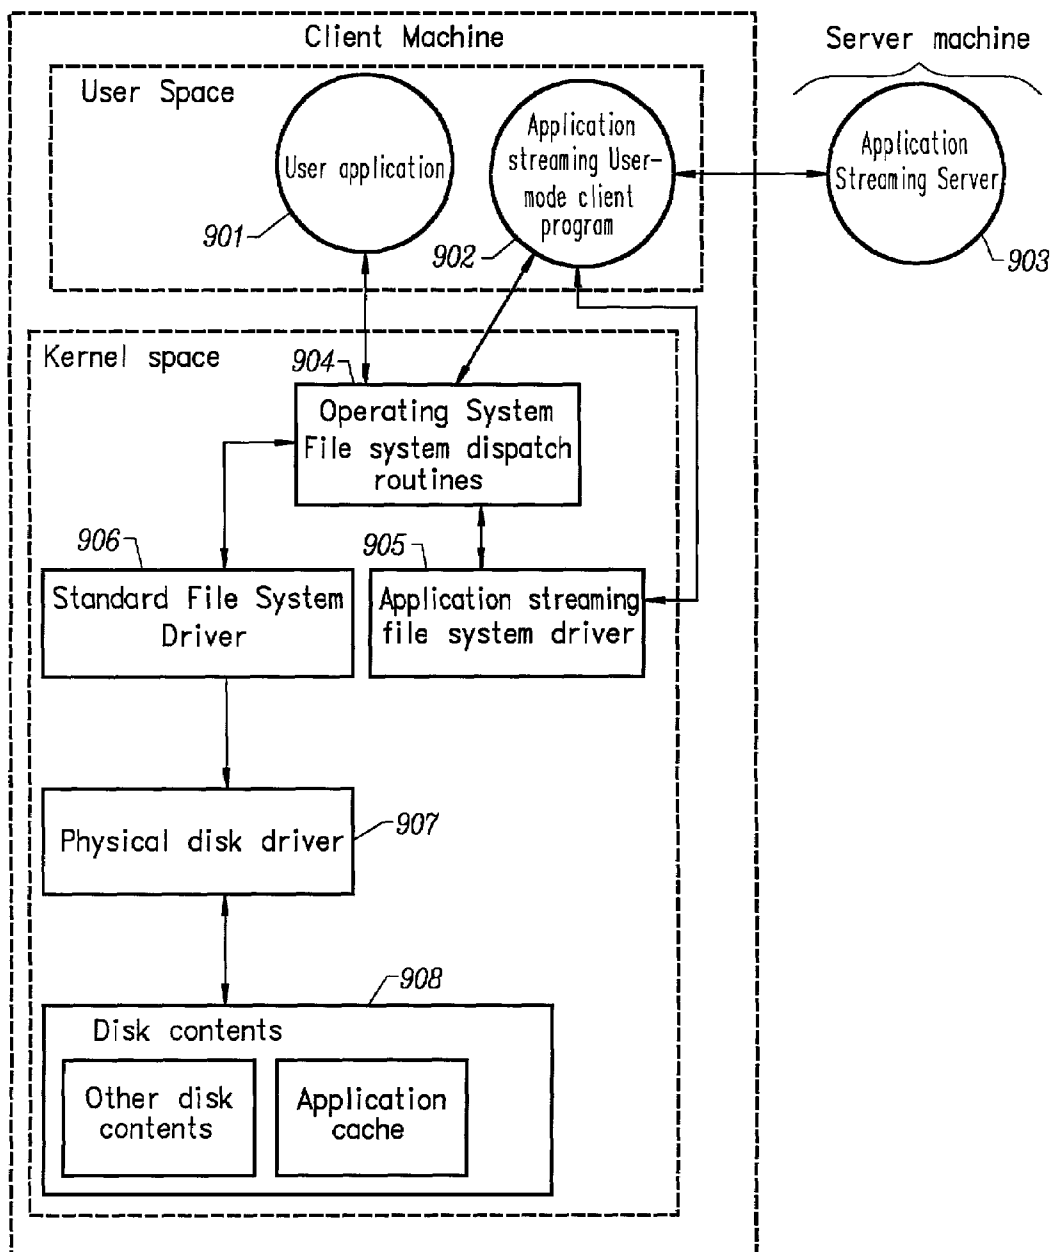 Client Machine
Server machine
User Space
User application
Application
streaming User-
mode client
program
Application
Streaming Server
901
902
903
Kernel space
904
Operating System
File system dispatch
routines
906
905
Standard File System
Driver
Application streaming
file system driver
Physical disk driver
907
908
Disk contents
Other disk
contents
Application
cache